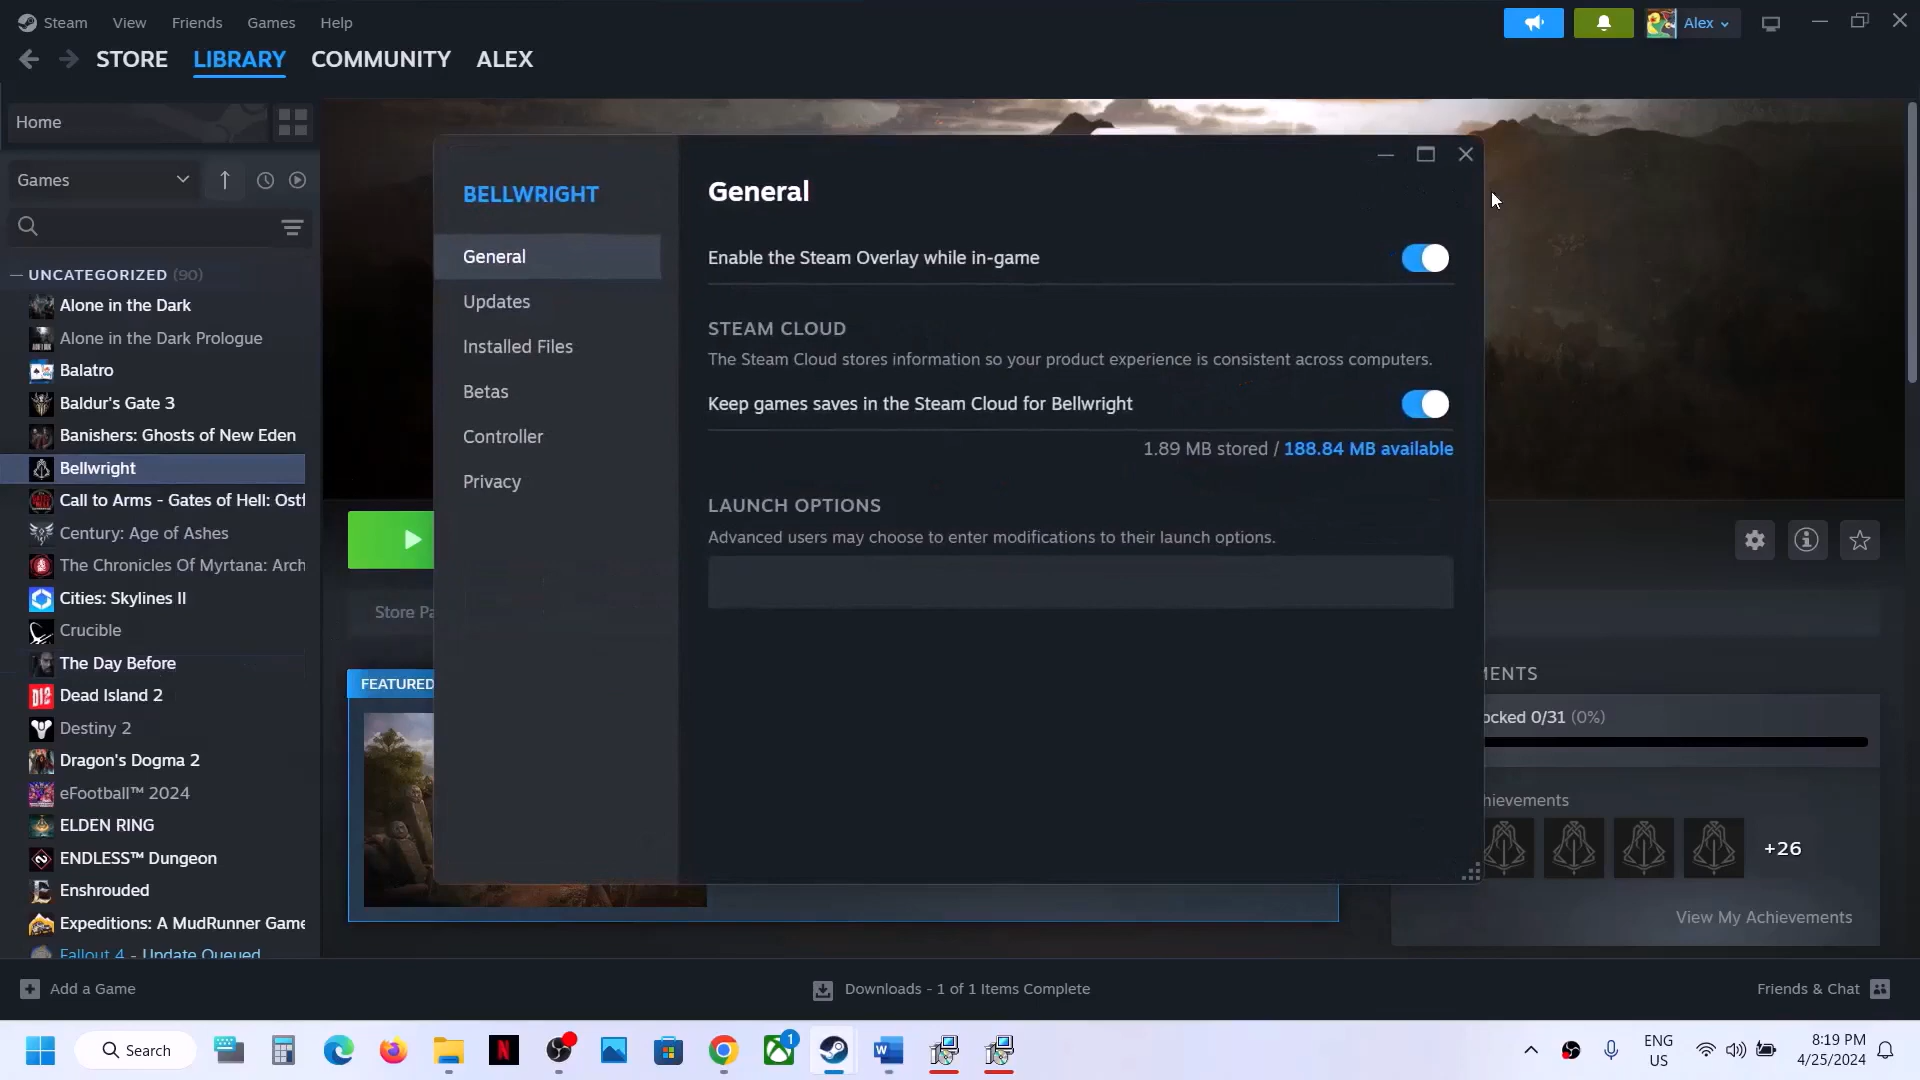 Steam View Friends Games Help
Alex
STORE LIBRARY COMMUNITY ALEX
Home
Games
UNCATEGORIZED (90)
Alone in the Dark
Alone in the Dark Prologue
Balatro
Baldur's Gate 3
Banishers: Ghosts of New Eden
Bellwright
Call to Arms - Gates of Hell: Ostf
Century: Age of Ashes
The Chronicles Of Myrtana: Arch
Cities: Skylines II
Crucible
The Day Before
Dead Island 2
Destiny 2
Dragon's Dogma 2
eFootball™ 2024
ELDEN RING
ENDLESS™ Dungeon
Enshrouded
Expeditions: A MudRunner Game
Fallout 4 - Update Queued
BELLWRIGHT
General
Updates
Installed Files
Betas
Controller
Privacy
General
Enable the Steam Overlay while in-game
STEAM CLOUD
The Steam Cloud stores information so your product experience is consistent across computers.
Keep games saves in the Steam Cloud for Bellwright
1.89 MB stored / 188.84 MB available
LAUNCH OPTIONS
Advanced users may choose to enter modifications to their launch options.
Store Pa
FEATURED
MENTS
ocked 0/31 (0%)
hievements
+26
View My Achievements
Add a Game
Downloads - 1 of 1 Items Complete
Friends & Chat
Search
1
ENG
US
8:19 PM
4/25/2024